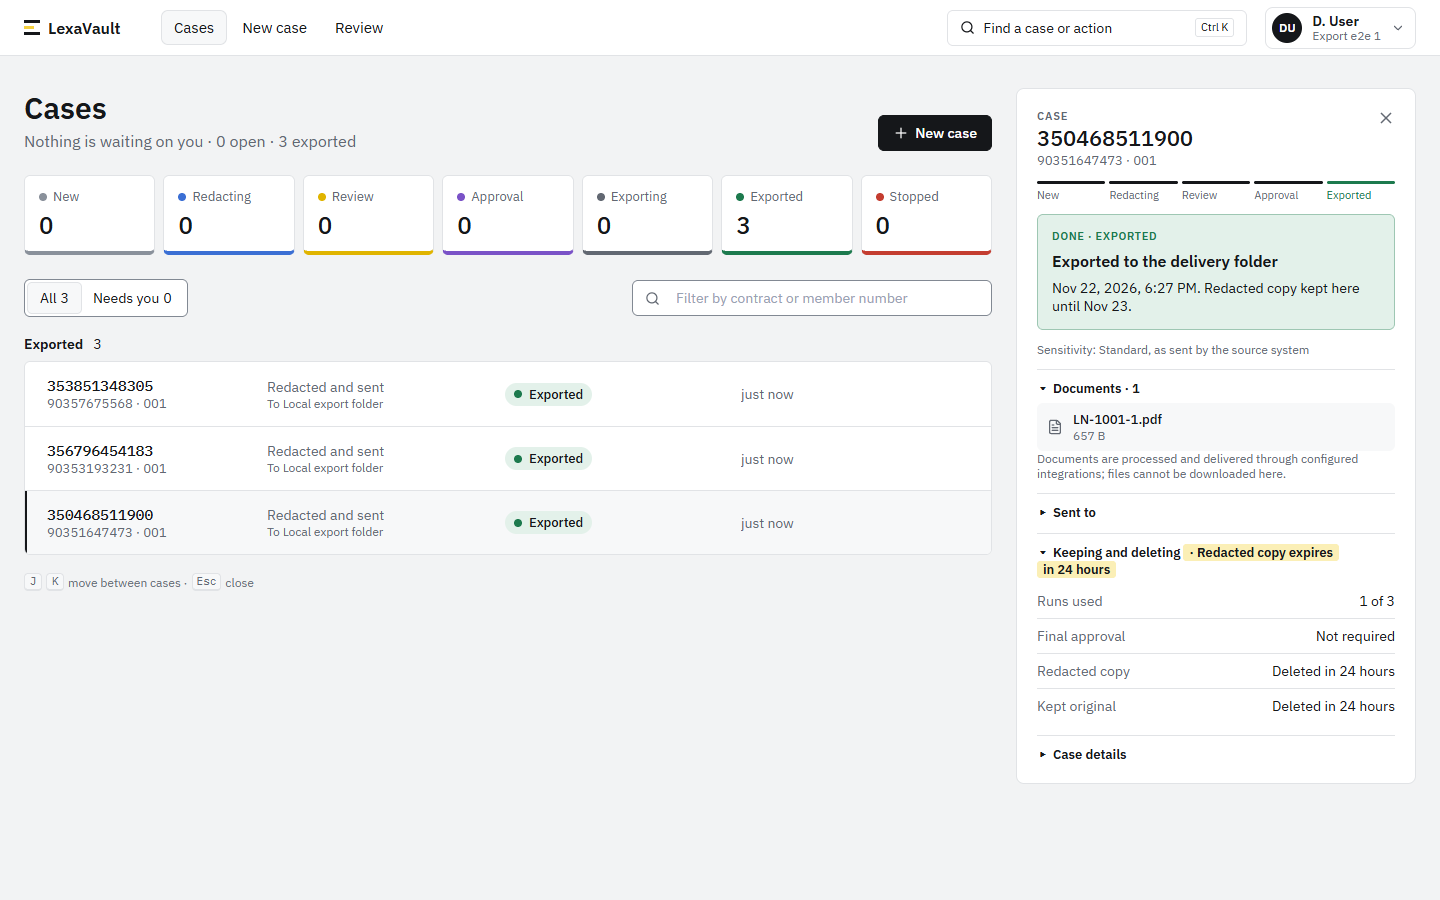 LexaVault
Cases
New case
Review
Find a case or action
Ctrl K
DU
D. User
Export e2e 1
Cases
Nothing is waiting on you · 0 open · 3 exported
New case
New
0
Redacting
0
Review
0
Approval
0
Exporting
0
Exported
3
Stopped
0
All 3
Needs you 0
Filter by contract or member number
Exported 3
353851348305
90357675568 · 001
Redacted and sent
To Local export folder
Exported
just now
356796454183
90353193231 · 001
Redacted and sent
To Local export folder
Exported
just now
350468511900
90351647473 · 001
Redacted and sent
To Local export folder
Exported
just now
J K move between cases · Esc close
CASE
350468511900
90351647473 · 001
New
Redacting
Review
Approval
Exported
DONE · EXPORTED
Exported to the delivery folder
Nov 22, 2026, 6:27 PM. Redacted copy kept here
until Nov 23.
Sensitivity: Standard, as sent by the source system
Documents · 1
LN-1001-1.pdf
657 B
Documents are processed and delivered through configured
integrations; files cannot be downloaded here.
Sent to
Keeping and deleting · Redacted copy expires
in 24 hours
Runs used
1 of 3
Final approval
Not required
Redacted copy
Deleted in 24 hours
Kept original
Deleted in 24 hours
Case details